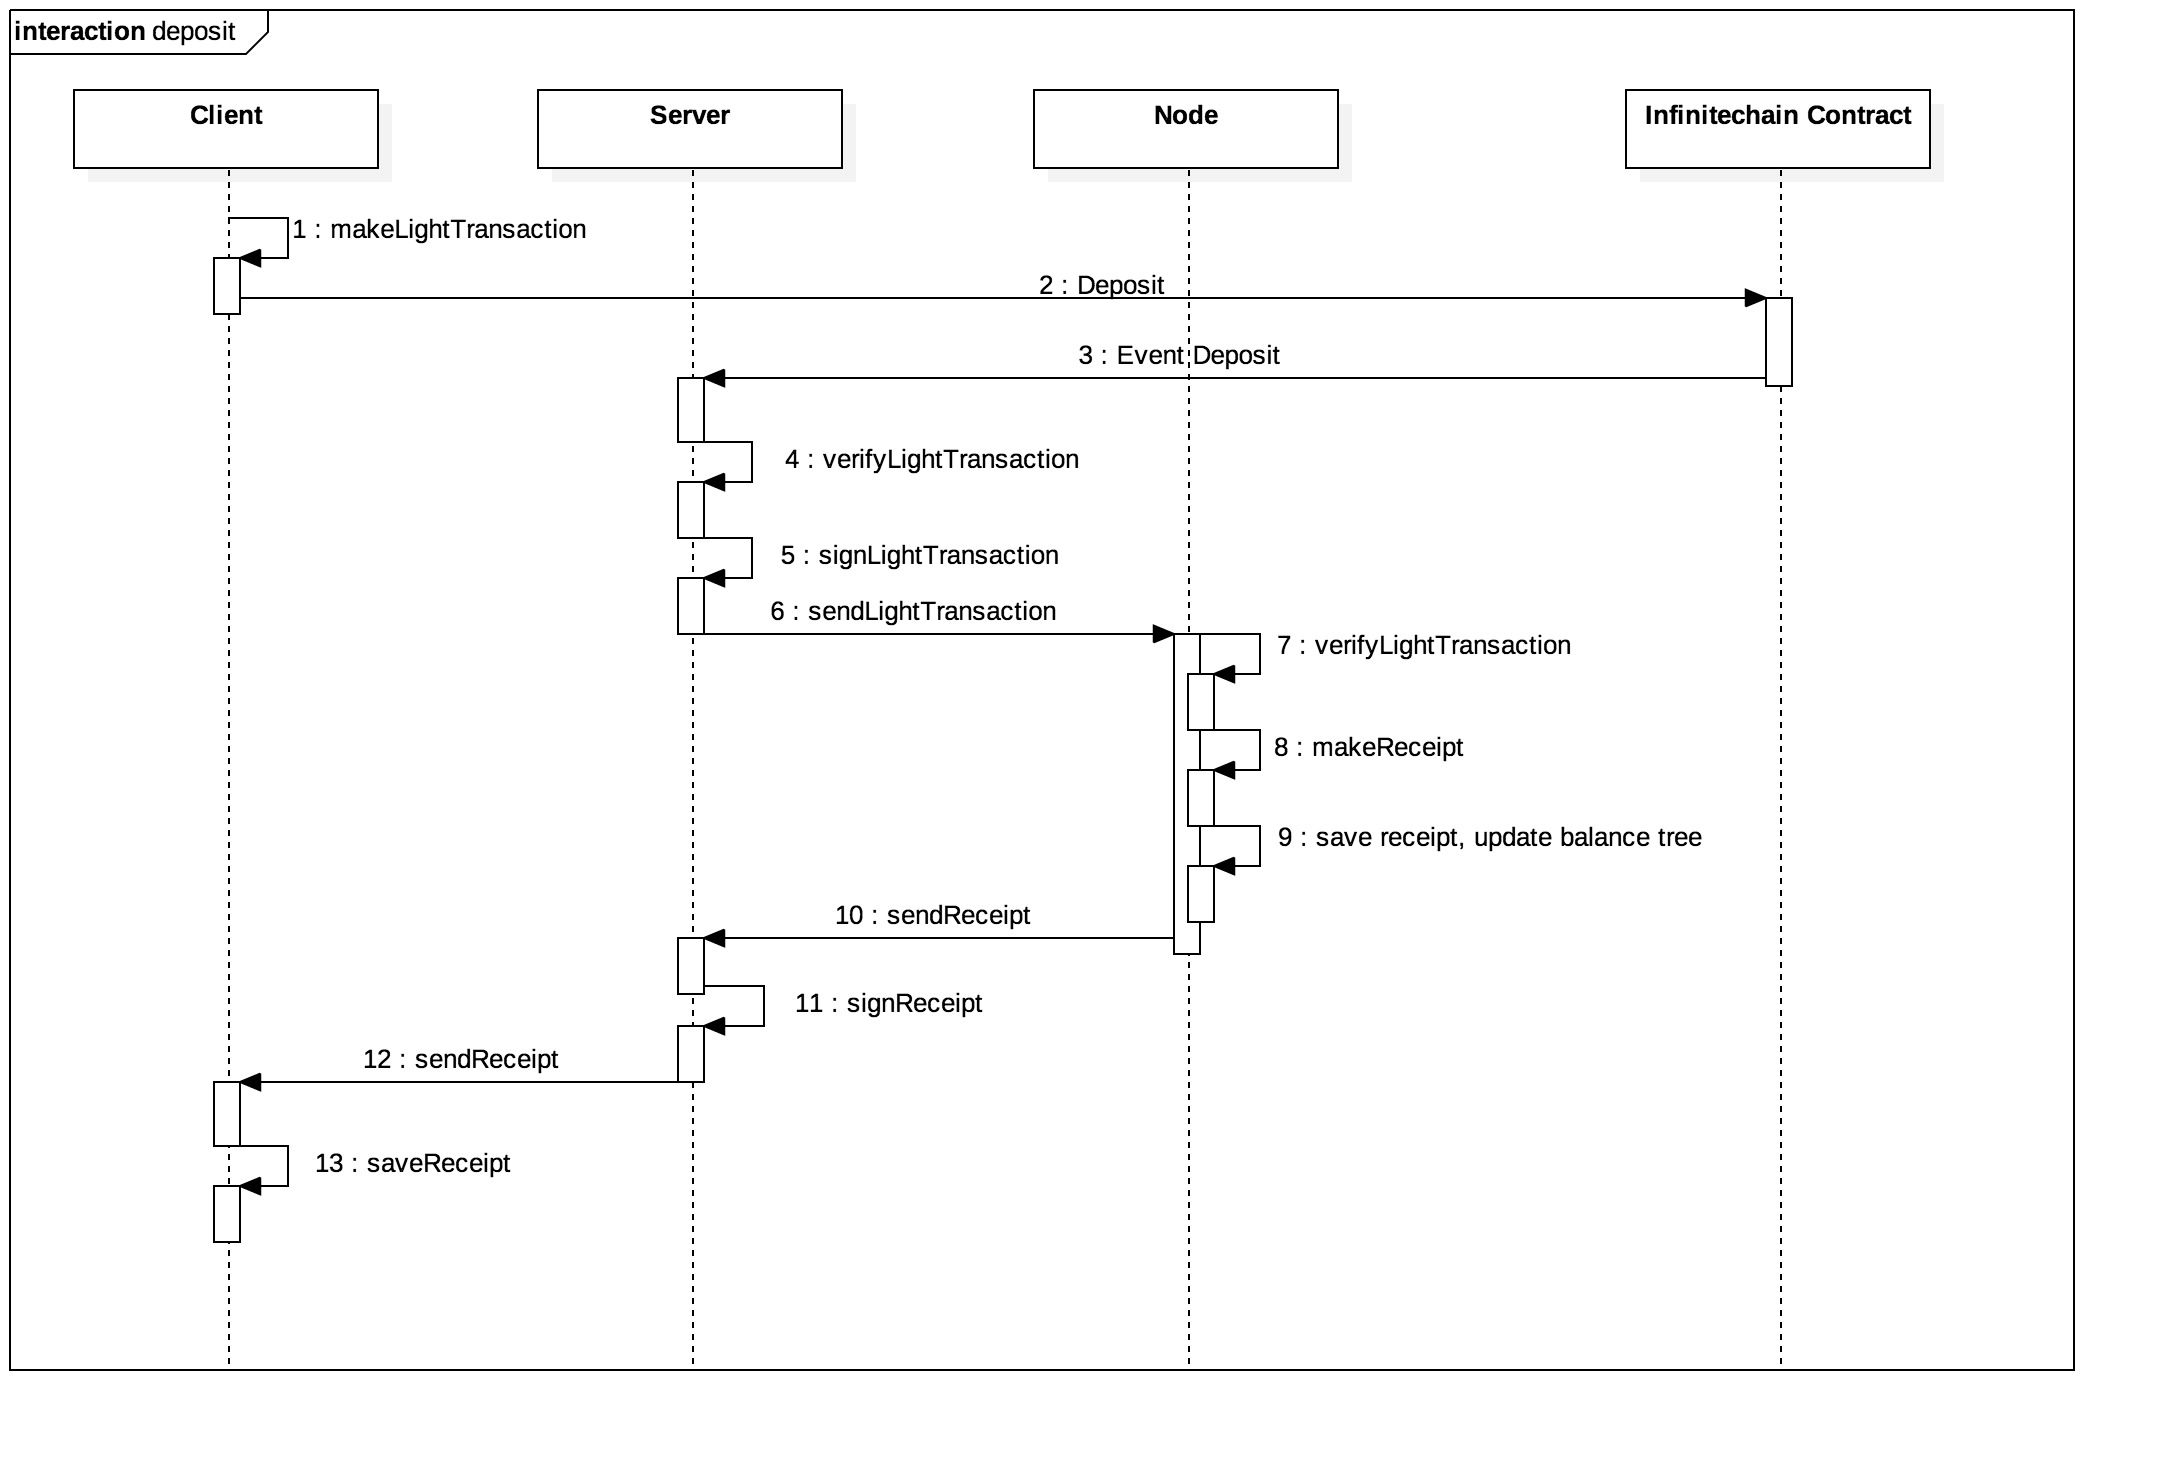 interaction deposit
Client
Server
Node
Infinitechain Contract
1 : makeLightTransaction
2 : Deposit
3 : Event Deposit
4 : verifyLightTransaction
5 : signLightTransaction
6 : sendLightTransaction
7 : verifyLightTransaction
8 : makeReceipt
9 : save receipt, update balance tree
10 : sendReceipt
11 : signReceipt
12 : sendReceipt
13 : saveReceipt